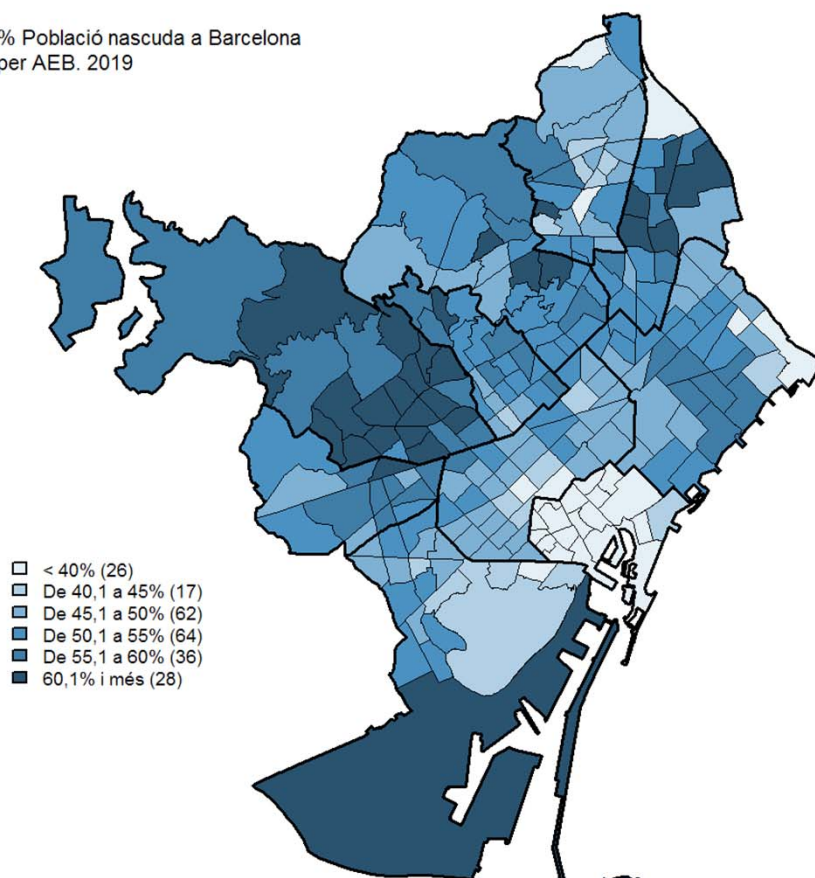 % Població nascuda a Barcelona
per AEB. 2019
< 40% (26)
De 40,1 a 45% (17)
De 45,1 a 50% (62)
De 50,1 a 55% (64)
De 55,1 a 60% (36)
60,1% i més (28)